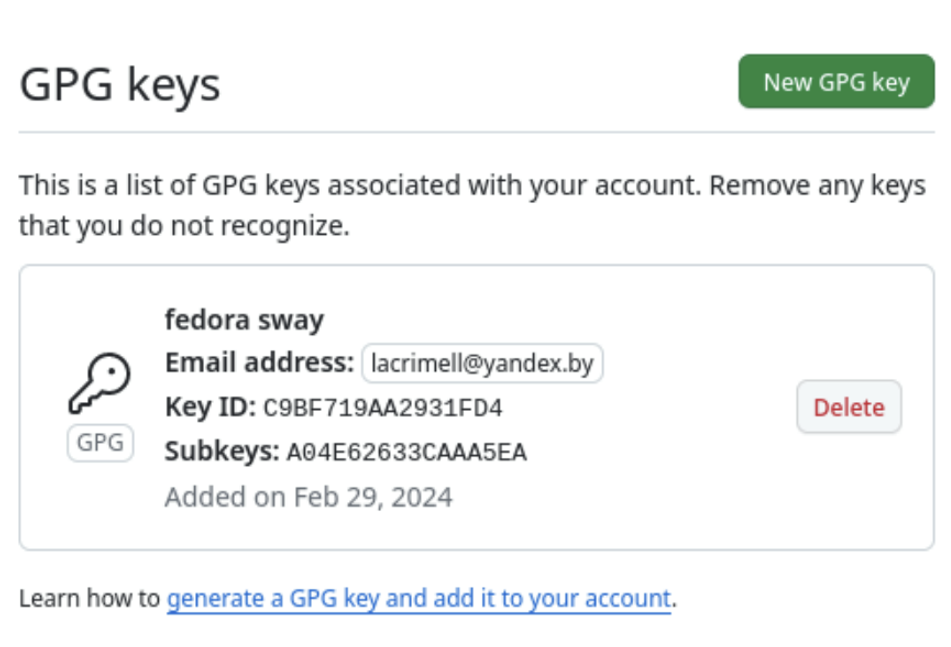 GPG keys
New GPG key
This is a list of GPG keys associated with your account. Remove any keys
that you do not recognize.
fedora sway
Email address: lacrimell@yandex.by
Key ID: C9BF719AA2931FD4
GPG
Delete
Subkeys: A04E62633CAAA5EA
Added on Feb 29, 2024
Learn how to generate a GPG key and add it to your account.